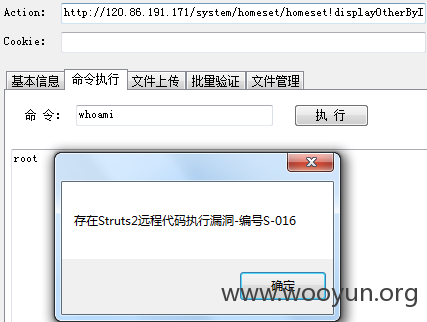 Action: http://120.86.191.171/system/homeset/homeset!displayOtherByI
Cookie:
基本信息 命令执行 文件上传 批量验证 文件管理
命 令： whoami 执 行
root
存在Struts2远程代码执行漏洞-编号S-016
确定
www.wooyun.org